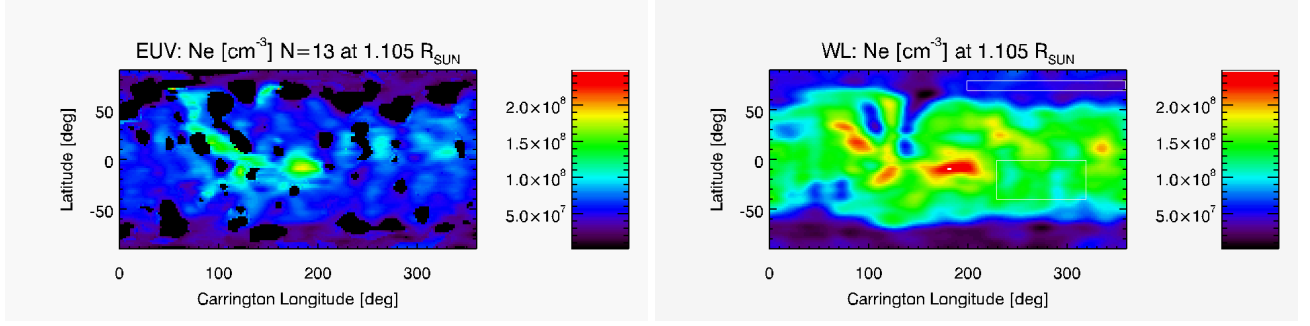 EUV: Ne [cm⁻³] N=13 at 1.105 R_SUN
50
0
-50
Latitude [deg]
0 100 200 300
Carrington Longitude [deg]
2.0×10⁸
1.5×10⁸
1.0×10⁸
5.0×10⁷
WL: Ne [cm⁻³] at 1.105 R_SUN
50
0
-50
Latitude [deg]
0 100 200 300
Carrington Longitude [deg]
2.0×10⁸
1.5×10⁸
1.0×10⁸
5.0×10⁷